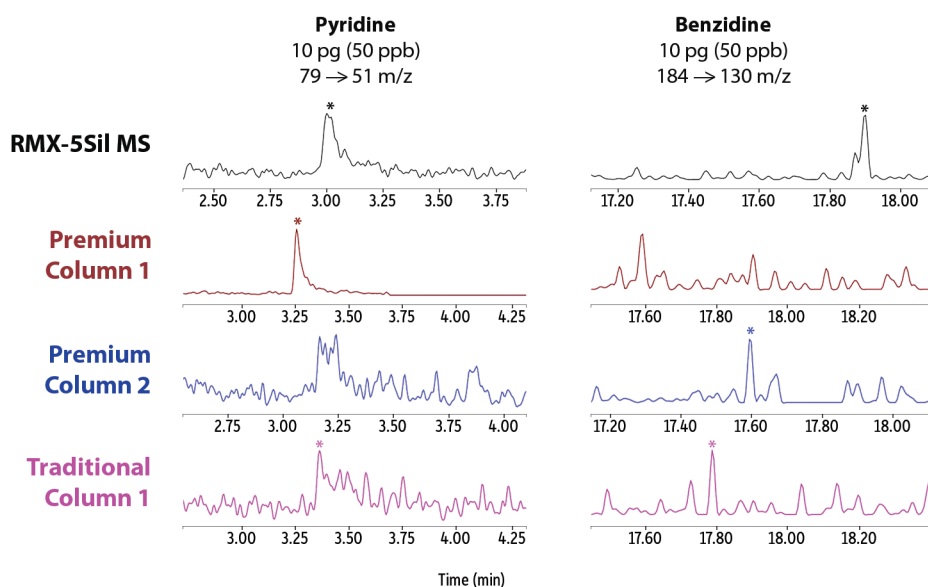 Pyridine
10 pg (50 ppb)
79 → 51 m/z
Benzidine
10 pg (50 ppb)
184 → 130 m/z
RMX-5Sil MS
*
*
2.50 2.75 3.00 3.25 3.50 3.75
17.20 17.40 17.60 17.80 18.00
Premium
Column 1
*
3.00 3.25 3.50 3.75 4.00 4.25
17.60 17.80 18.00 18.20
Premium
Column 2
*
2.75 3.00 3.25 3.50 3.75 4.00
17.20 17.40 17.60 17.80 18.00
Traditional
Column 1
*
*
3.00 3.25 3.50 3.75 4.00 4.25
17.60 17.80 18.00 18.20
Time (min)